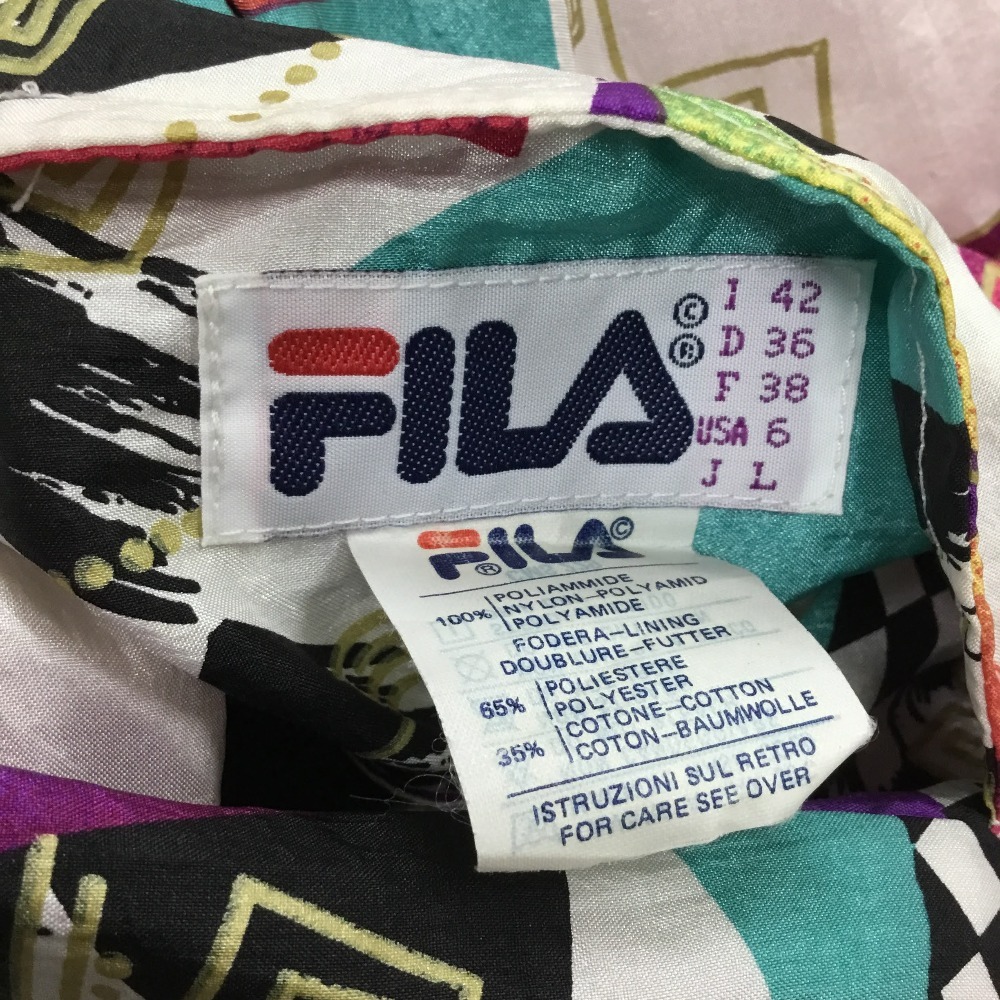 FILA © ®
I 42
D 36
F 38
USA 6
J L
FILA © ®
100% POLIAMMIDE
NYLON-POLYAMID
POLYAMIDE
FODERA-LINING
DOUBLURE-FUTTER
65% POLIESTERE
POLYESTER
35% COTONE-COTTON
COTON-BAUMWOLLE
ISTRUZIONI SUL RETRO
FOR CARE SEE OVER